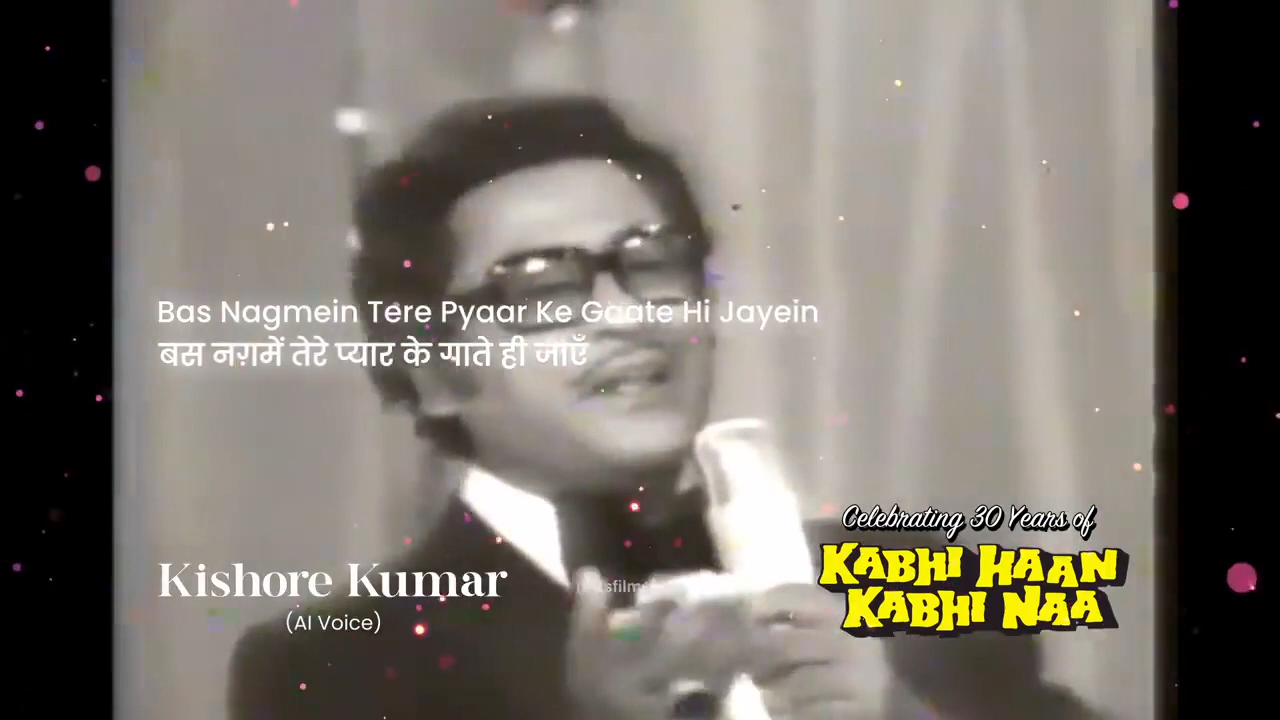 Bas Nagmein Tere Pyaar Ke Gaate Hi Jayein
बस नग़में तेरे प्यार के गाते ही जाएँ
Celebrating 30 Years of
KABHI HAAN
KABHI NAA
Kishore Kumar
(AI Voice)